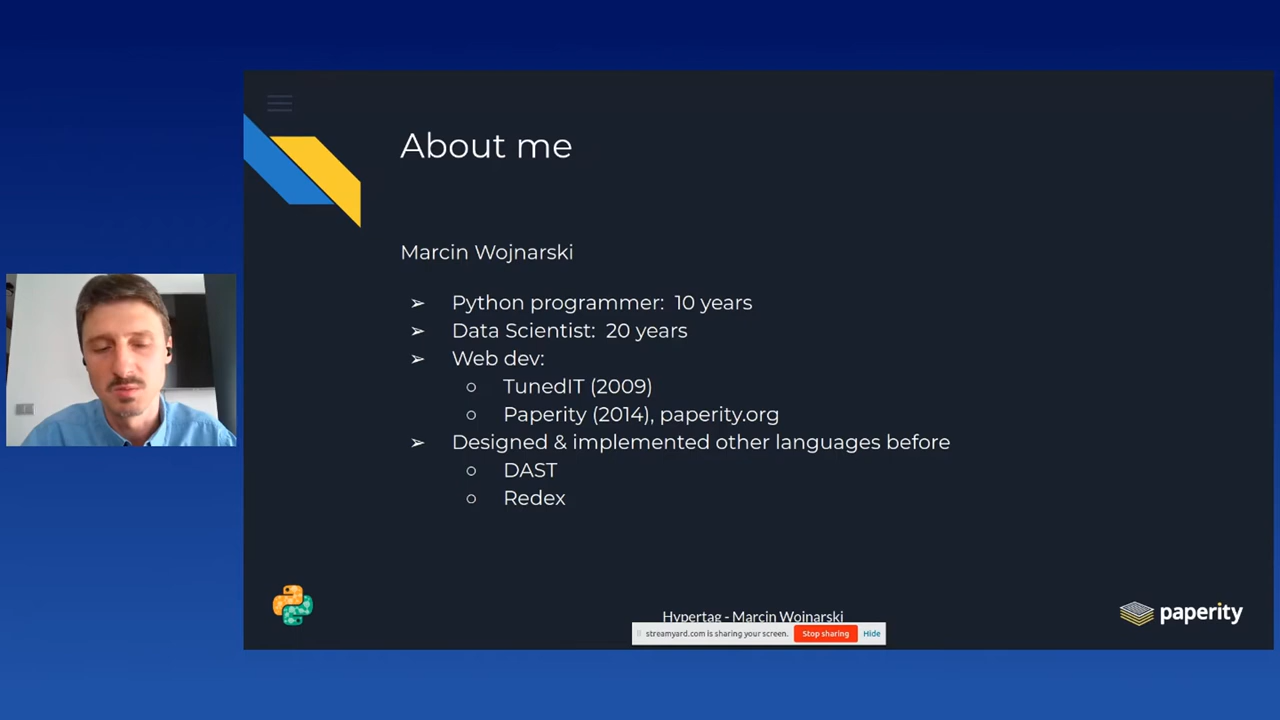 About me
Marcin Wojnarski
➢ Python programmer: 10 years
➢ Data Scientist: 20 years
➢ Web dev:
○ TunedIT (2009)
○ Paperity (2014), paperity.org
➢ Designed & implemented other languages before
○ DAST
○ Redex
Hypertag - Marcin Wojnarski
streamyard.com is sharing your screen. Stop sharing Hide
paperity